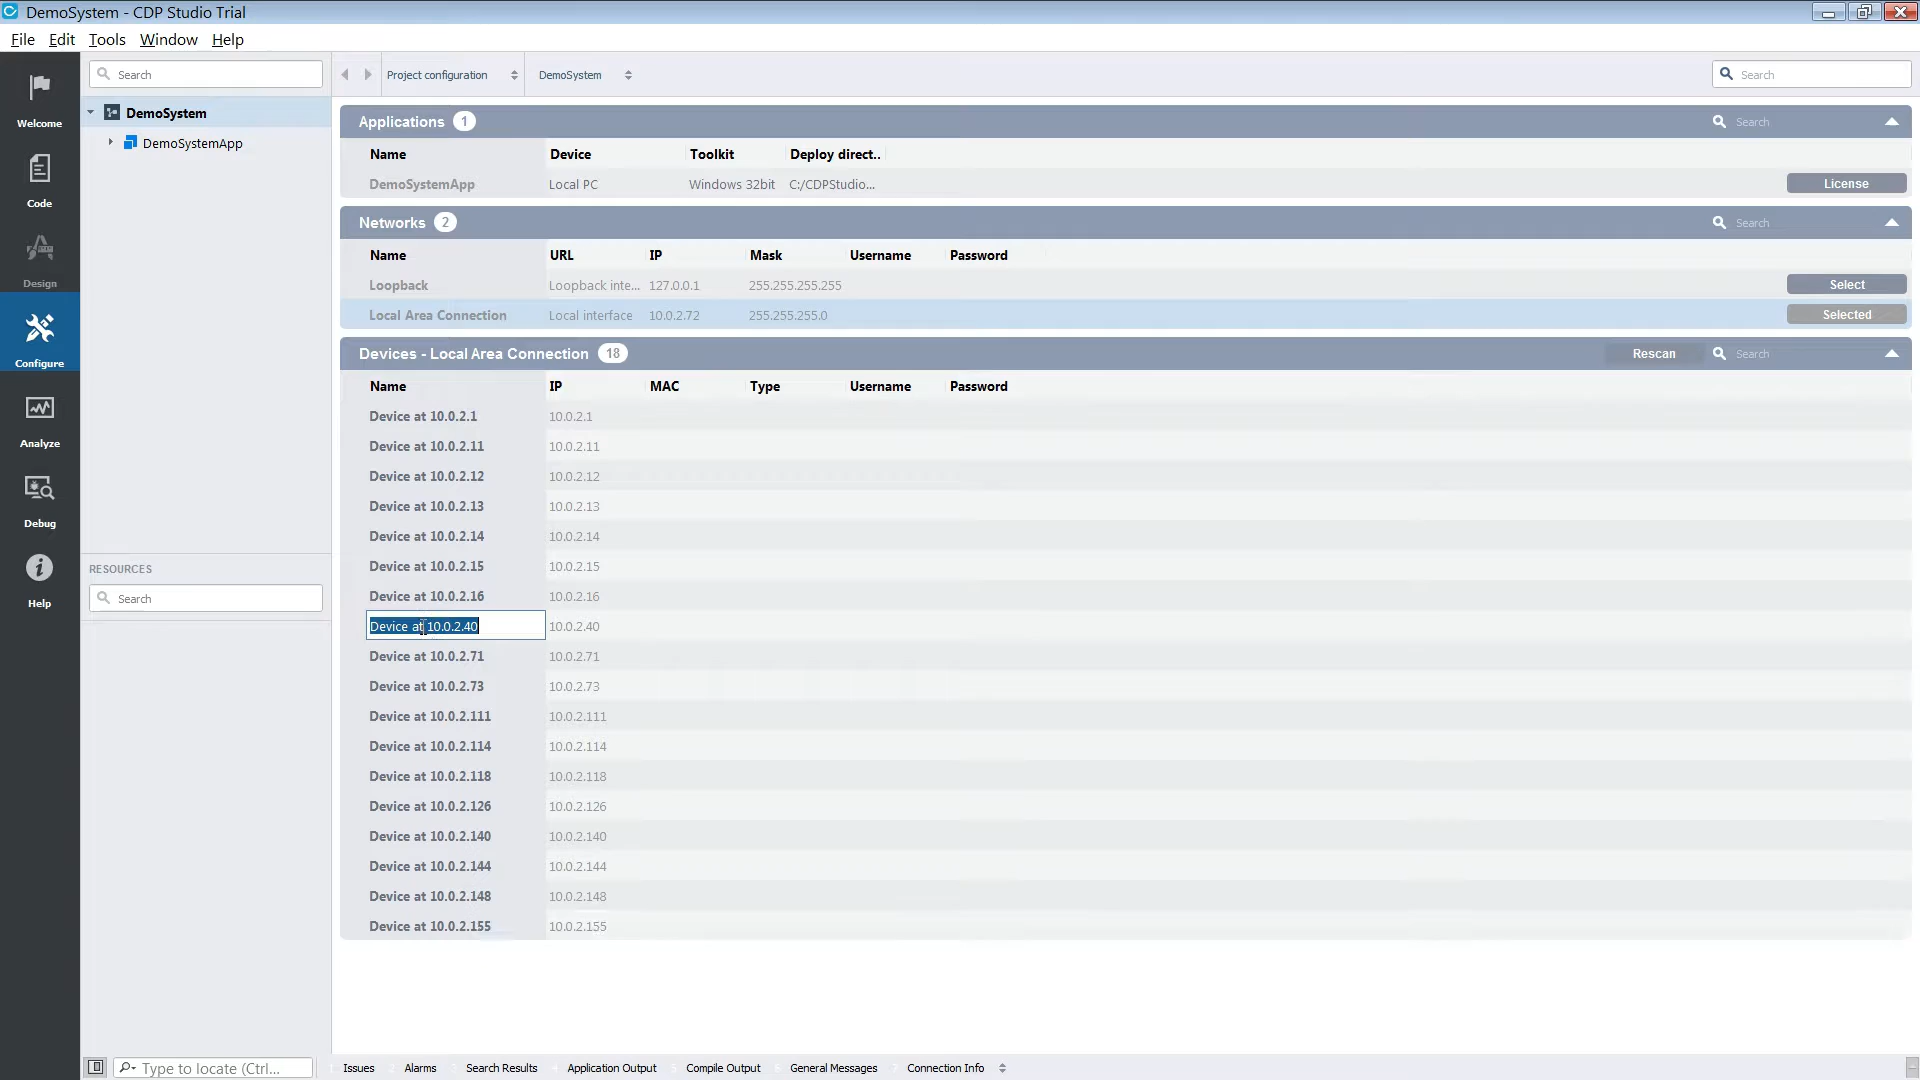 DemoSystem - CDP Studio Trial
File Edit Tools Window Help
Search
Project configuration
DemoSystem
Search
Welcome
Code
Design
Configure
Analyze
Debug
Help
DemoSystem
DemoSystemApp
RESOURCES
Search
Applications 1 Search
Name Device Toolkit Deploy direct..
DemoSystemApp Local PC Windows 32bit C:/CDPStudio... License
Networks 2 Search
Name URL IP Mask Username Password
Loopback Loopback inte... 127.0.0.1 255.255.255.255 Select
Local Area Connection Local interface 10.0.2.72 255.255.255.0 Selected
Devices - Local Area Connection 18 Rescan Search
Name IP MAC Type Username Password
Device at 10.0.2.1 10.0.2.1
Device at 10.0.2.11 10.0.2.11
Device at 10.0.2.12 10.0.2.12
Device at 10.0.2.13 10.0.2.13
Device at 10.0.2.14 10.0.2.14
Device at 10.0.2.15 10.0.2.15
Device at 10.0.2.16 10.0.2.16
Device at 10.0.2.40 10.0.2.40
Device at 10.0.2.71 10.0.2.71
Device at 10.0.2.73 10.0.2.73
Device at 10.0.2.111 10.0.2.111
Device at 10.0.2.114 10.0.2.114
Device at 10.0.2.118 10.0.2.118
Device at 10.0.2.126 10.0.2.126
Device at 10.0.2.140 10.0.2.140
Device at 10.0.2.144 10.0.2.144
Device at 10.0.2.148 10.0.2.148
Device at 10.0.2.155 10.0.2.155
Type to locate (Ctrl...
Issues Alarms Search Results Application Output Compile Output General Messages Connection Info